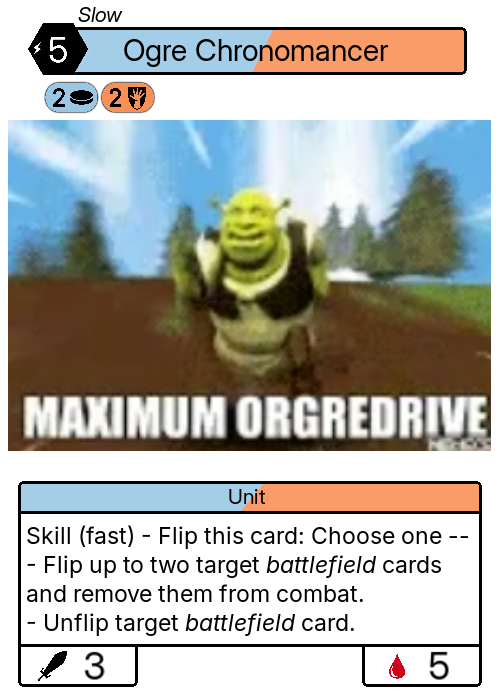 Slow
5
Ogre Chronomancer
2 2
MAXIMUM ORGREDRIVE
Unit
Skill (fast) - Flip this card: Choose one --
- Flip up to two target battlefield cards
and remove them from combat.
- Unflip target battlefield card.
3
5